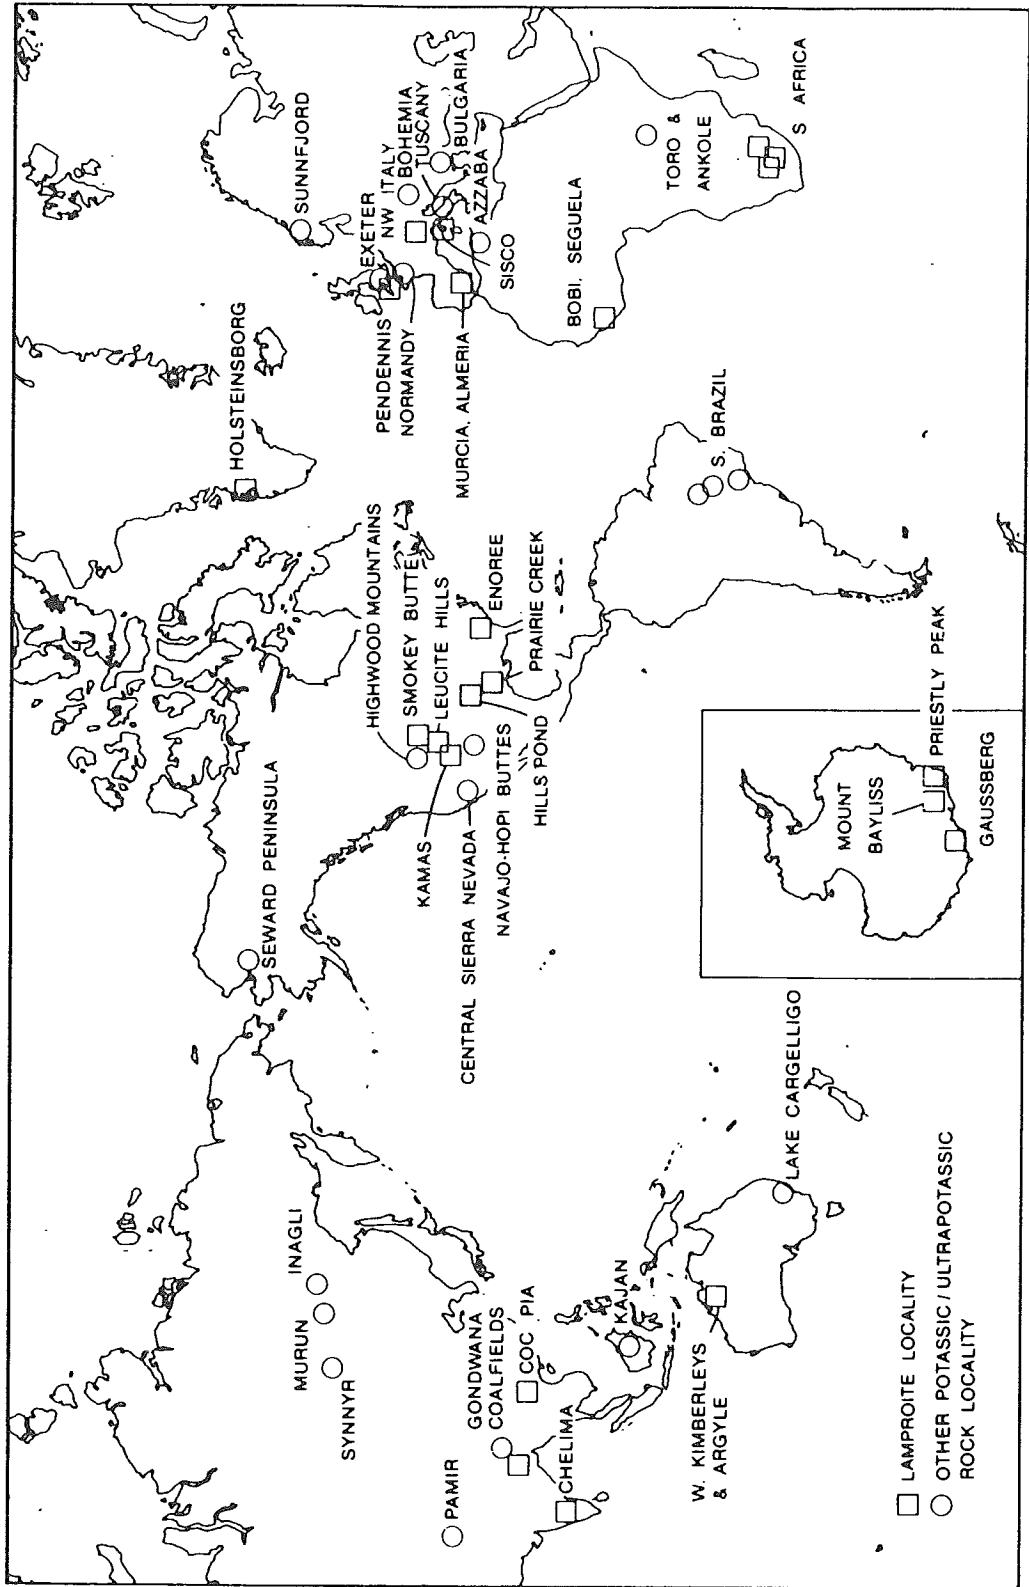 SUNNFJORD
HOLSTEINSBORG
SEWARD PENINSULA
INAGLI
MURUN
SYNNYR
PAMIR
GONDWANA
COALFIELDS
COC PIA
CHELIMA
KAJAN
W. KIMBERLEYS
& ARGYLE
LAKE CARGELLIGO
HIGHWOOD MOUNTAINS
SMOKEY BUTTE
LEUCITE HILLS
KAMAS
CENTRAL SIERRA NEVADA
NAVAJO-HOPI BUTTES
HILLS POND
PRAIRIE CREEK
ENOREE
EXETER
NW ITALY
BOHEMIA
TUSCANY
BULGARIA
PENDENNIS
NORMANDY
MURCIA, ALMERIA
AZZABA
SISCO
BOBI, SEGUELA
TORO &
ANKOLE
S AFRICA
S. BRAZIL
MOUNT
BAYLISS
PRIESTLY PEAK
GAUSSBERG
LAMPROITE LOCALITY
OTHER POTASSIC / ULTRAPOTASSIC
ROCK LOCALITY